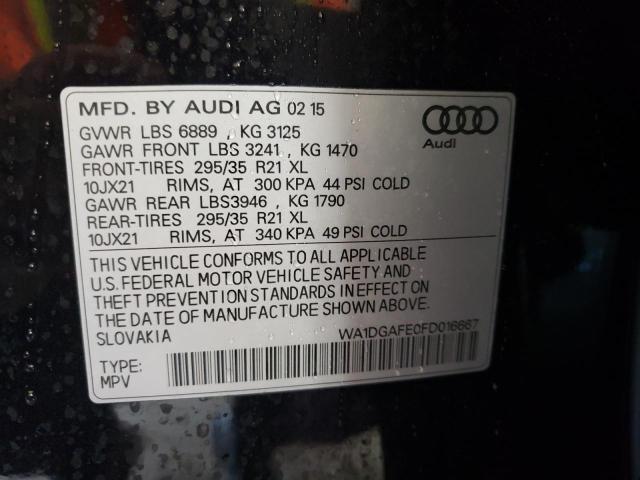 MFD. BY AUDI AG 02 15
GVWR LBS 6889 , KG 3125
GAWR FRONT LBS 3241 , KG 1470
FRONT-TIRES 295/35 R21 XL
10JX21 RIMS, AT 300 KPA 44 PSI COLD
GAWR REAR LBS3946 , KG 1790
REAR-TIRES 295/35 R21 XL
10JX21 RIMS, AT 340 KPA 49 PSI COLD
Audi
THIS VEHICLE CONFORMS TO ALL APPLICABLE
U.S. FEDERAL MOTOR VEHICLE SAFETY AND
THEFT PREVENTION STANDARDS IN EFFECT ON
THE DATE OF MANUFACTURE SHOWN ABOVE.
SLOVAKIA WA1DGAFE0FD016667
TYPE:
MPV